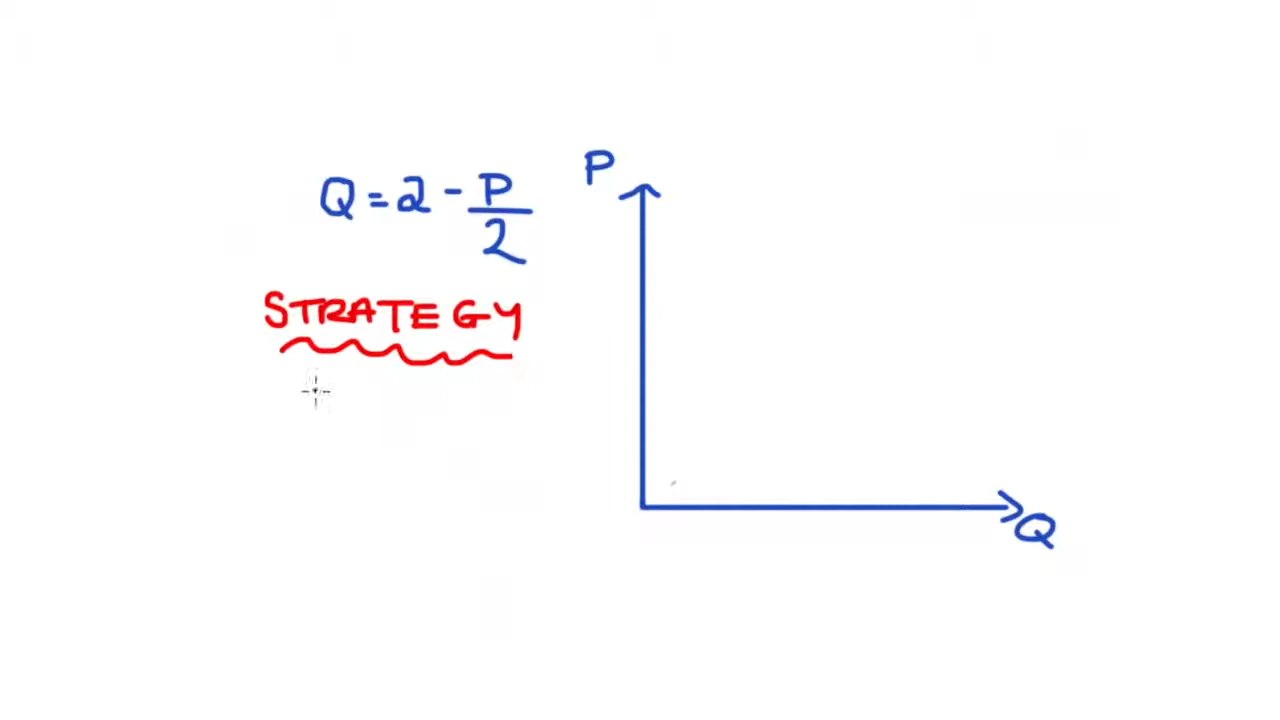 P
Q = 2 - P/2
STRATEGY
Q